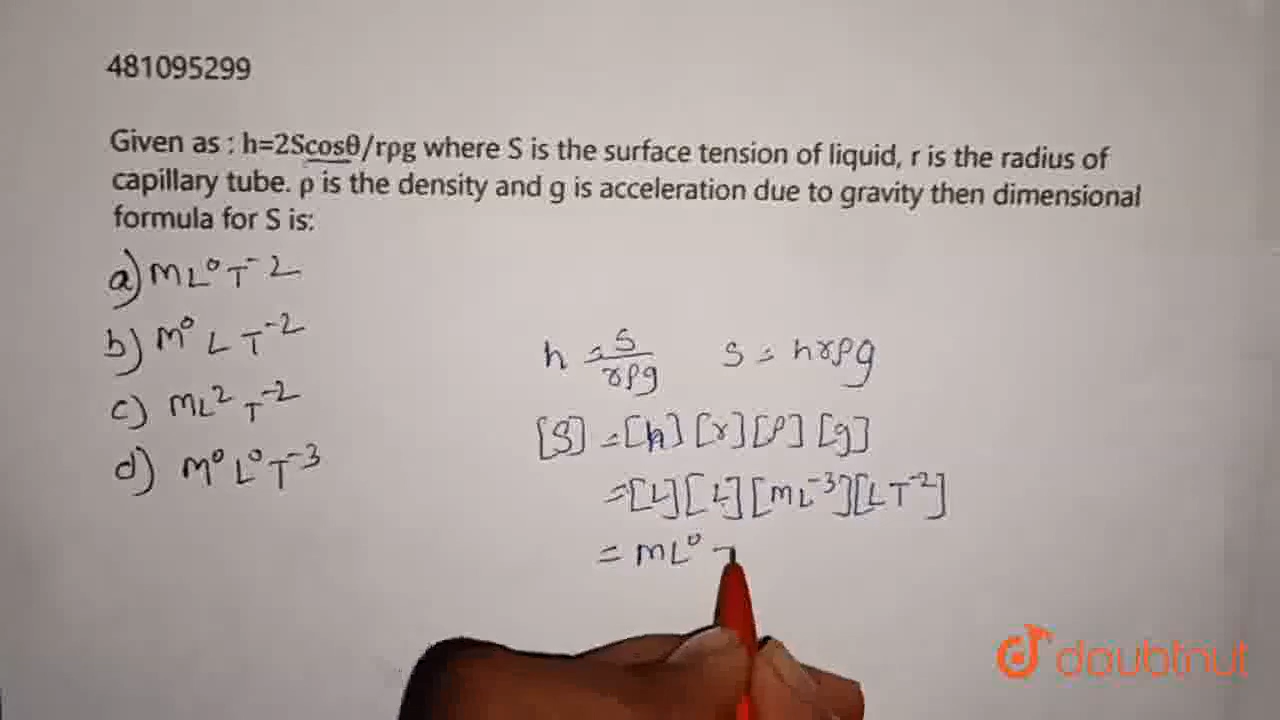 481095299
Given as : h=2Scosθ/rρg where S is the surface tension of liquid, r is the radius of
capillary tube. ρ is the density and g is acceleration due to gravity then dimensional
formula for S is:
a) ML⁰T⁻²
b) M⁰LT⁻²
c) ML²T⁻²
d) M⁰L⁰T⁻³
h = S/rρg   S = hrρg
[S] = [h][r][ρ][g]
= [L][L][ML⁻³][LT⁻²]
= ML⁰
doubtnut